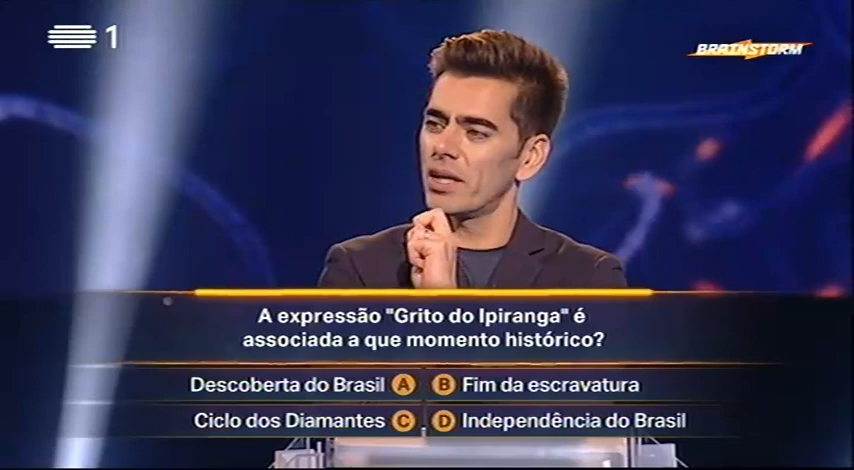 1
BRAINSTORM
A expressão "Grito do Ipiranga" é
associada a que momento histórico?
Descoberta do Brasil A B Fim da escravatura
Ciclo dos Diamantes C D Independência do Brasil